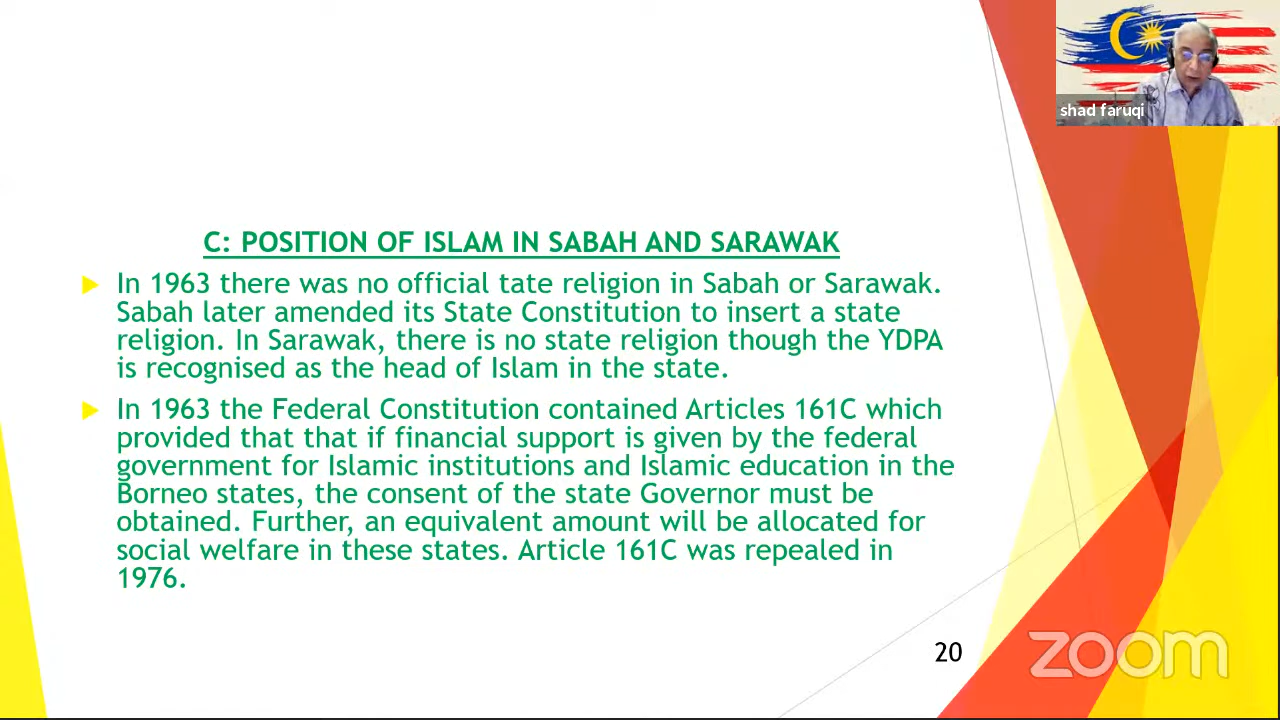 shad faruqi
C: POSITION OF ISLAM IN SABAH AND SARAWAK
In 1963 there was no official tate religion in Sabah or Sarawak.
Sabah later amended its State Constitution to insert a state
religion. In Sarawak, there is no state religion though the YDPA
is recognised as the head of Islam in the state.
In 1963 the Federal Constitution contained Articles 161C which
provided that that if financial support is given by the federal
government for Islamic institutions and Islamic education in the
Borneo states, the consent of the state Governor must be
obtained. Further, an equivalent amount will be allocated for
social welfare in these states. Article 161C was repealed in
1976.
20
zoom